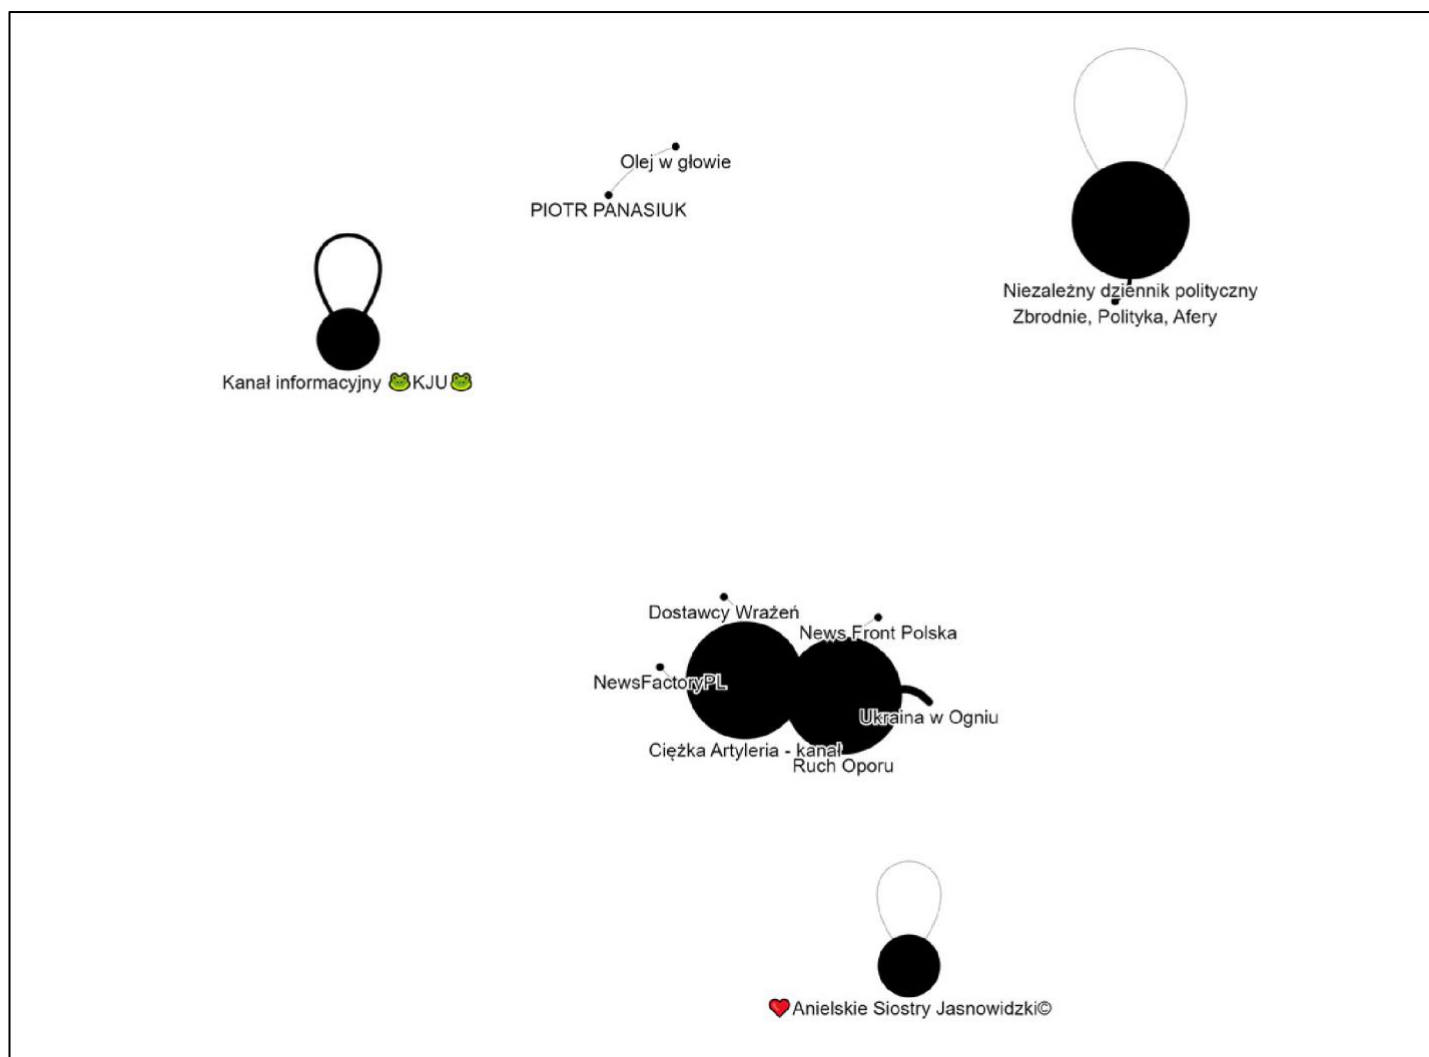 Olej w głowie
PIOTR PANASIUK
Niezależny dziennik polityczny
Zbrodnie, Polityka, Afery
Kanał informacyjny 🐸KJU🐸
Dostawcy Wrażeń
News Front Polska
NewsFactoryPL
Ukraina w Ogniu
Ciężka Artyleria - kanał
Ruch Oporu
❤️Anielskie Siostry Jasnowidzki©